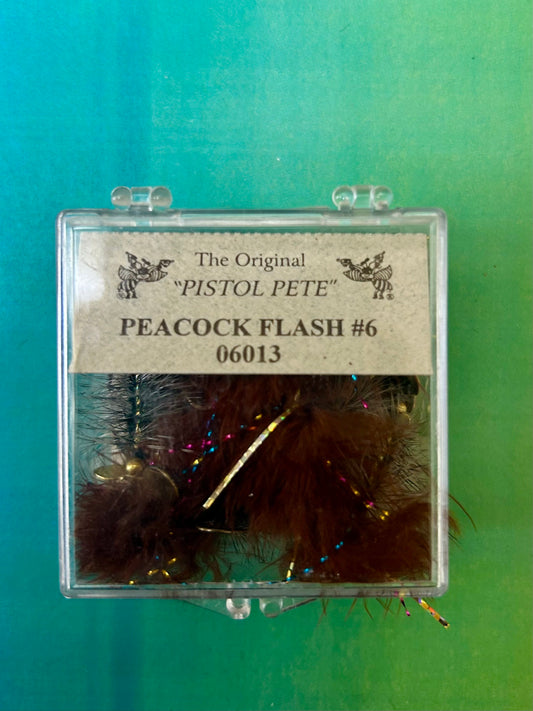 The Original
"PISTOL PETE"
PEACOCK FLASH #6
06013